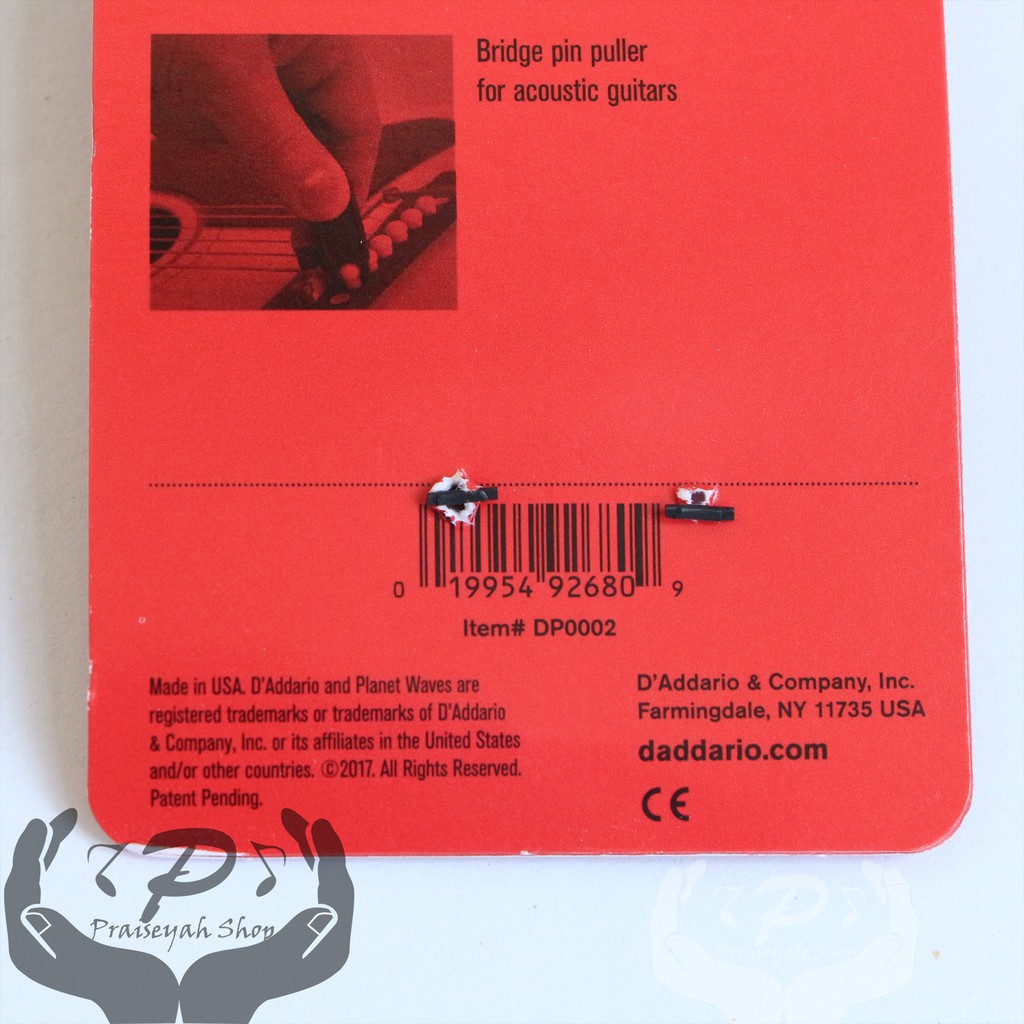 Bridge pin puller
for acoustic guitars
0 19954 92680 9
Item# DP0002
Made in USA. D'Addario and Planet Waves are
registered trademarks or trademarks of D'Addario
& Company, Inc. or its affiliates in the United States
and/or other countries. ©2017. All Rights Reserved.
Patent Pending.
D'Addario & Company, Inc.
Farmingdale, NY 11735 USA
daddario.com
CE
P
Praiseyah Shop
P
Praiseyah Shop